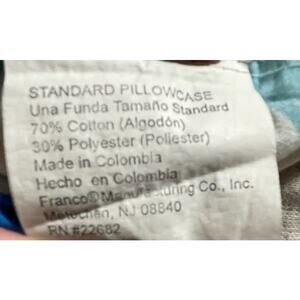 STANDARD PILLOWCASE
Una Funda Tamaño Standard
70% Cotton (Algodón)
30% Polyester (Poliester)
Made in Colombia
Hecho en Colombia
Franco®Manufacturing Co., Inc.
Metuchen, NJ 08840
RN #22682